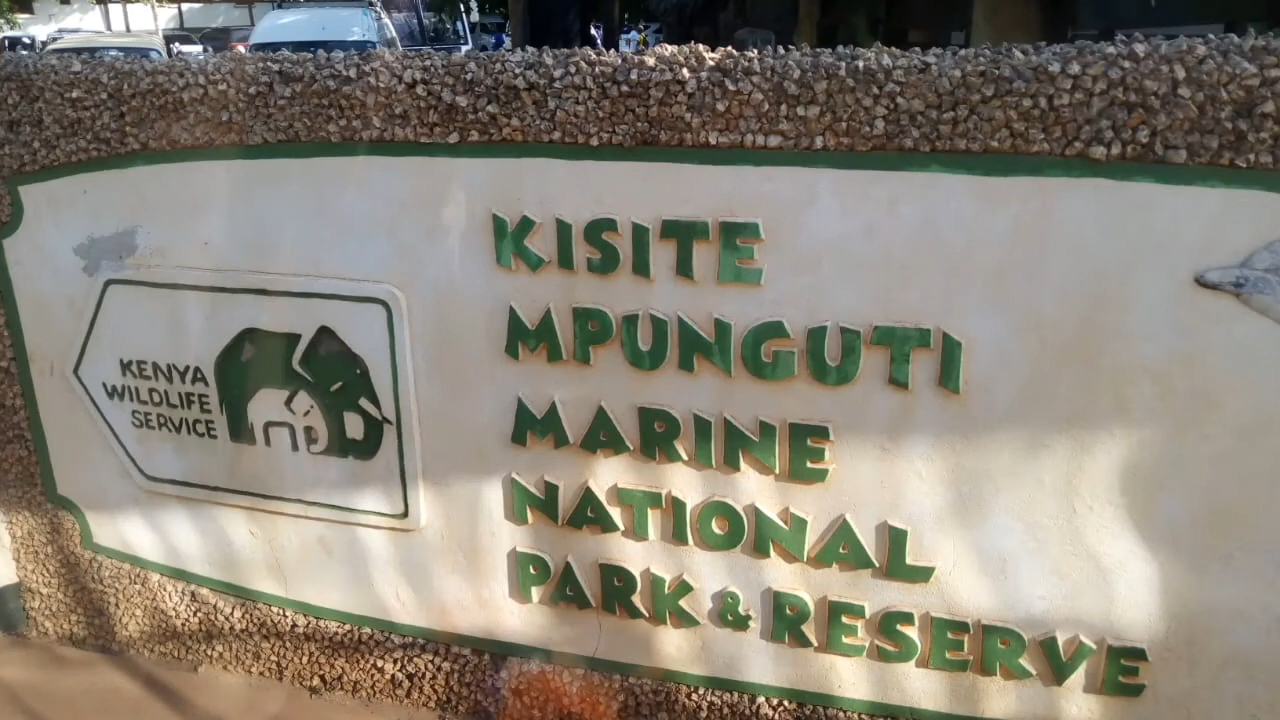 KENYA
WILDLIFE
SERVICE
KISITE
MPUNGUTI
MARINE
NATIONAL
PARK & RESERVE